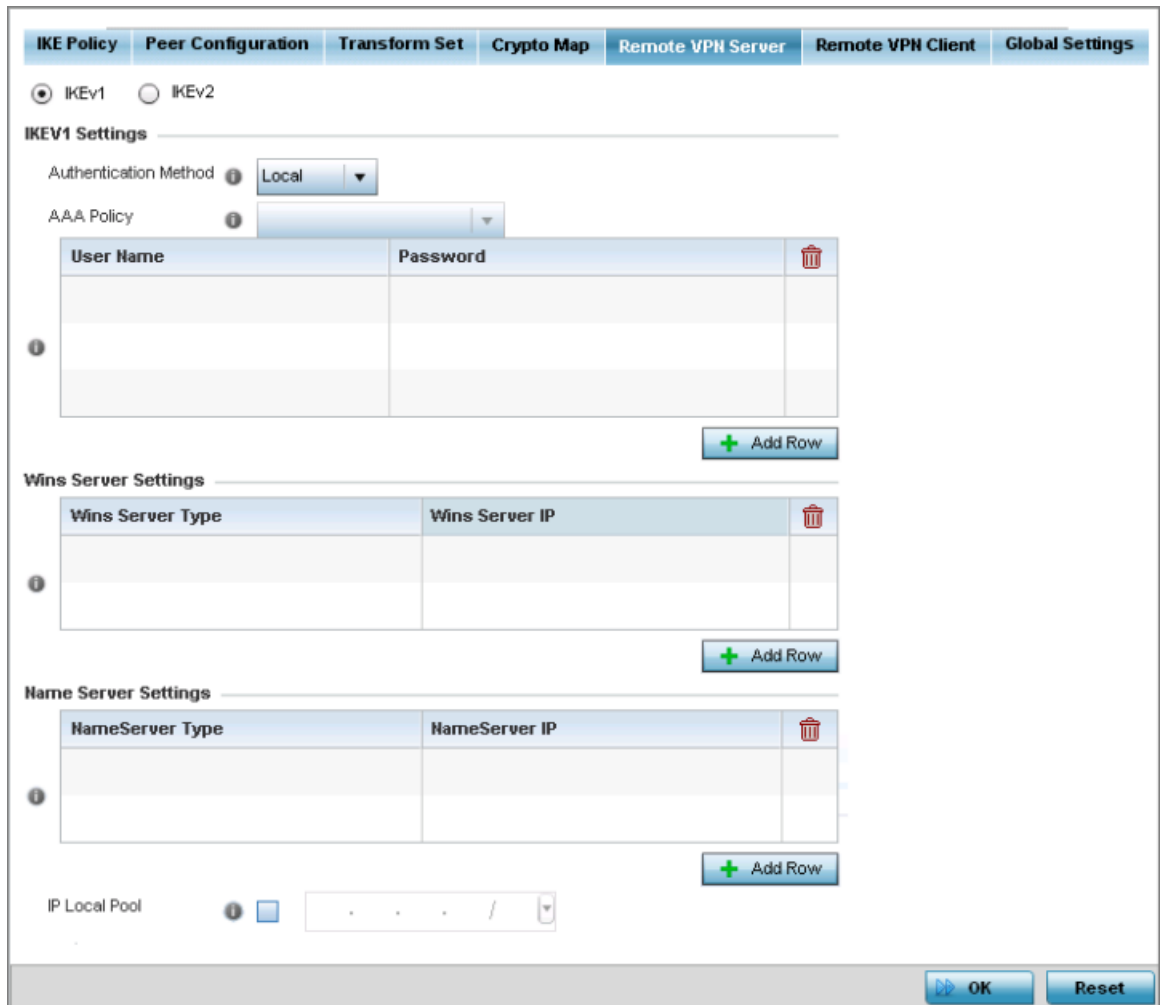 IKE Policy Peer Configuration Transform Set Crypto Map Remote VPN Server Remote VPN Client Global Settings
IKEv1 IKEv2
IKEV1 Settings
Authentication Method Local
AAA Policy
User Name Password
Add Row
Wins Server Settings
Wins Server Type Wins Server IP
Add Row
Name Server Settings
NameServer Type NameServer IP
Add Row
IP Local Pool . . . /
OK Reset